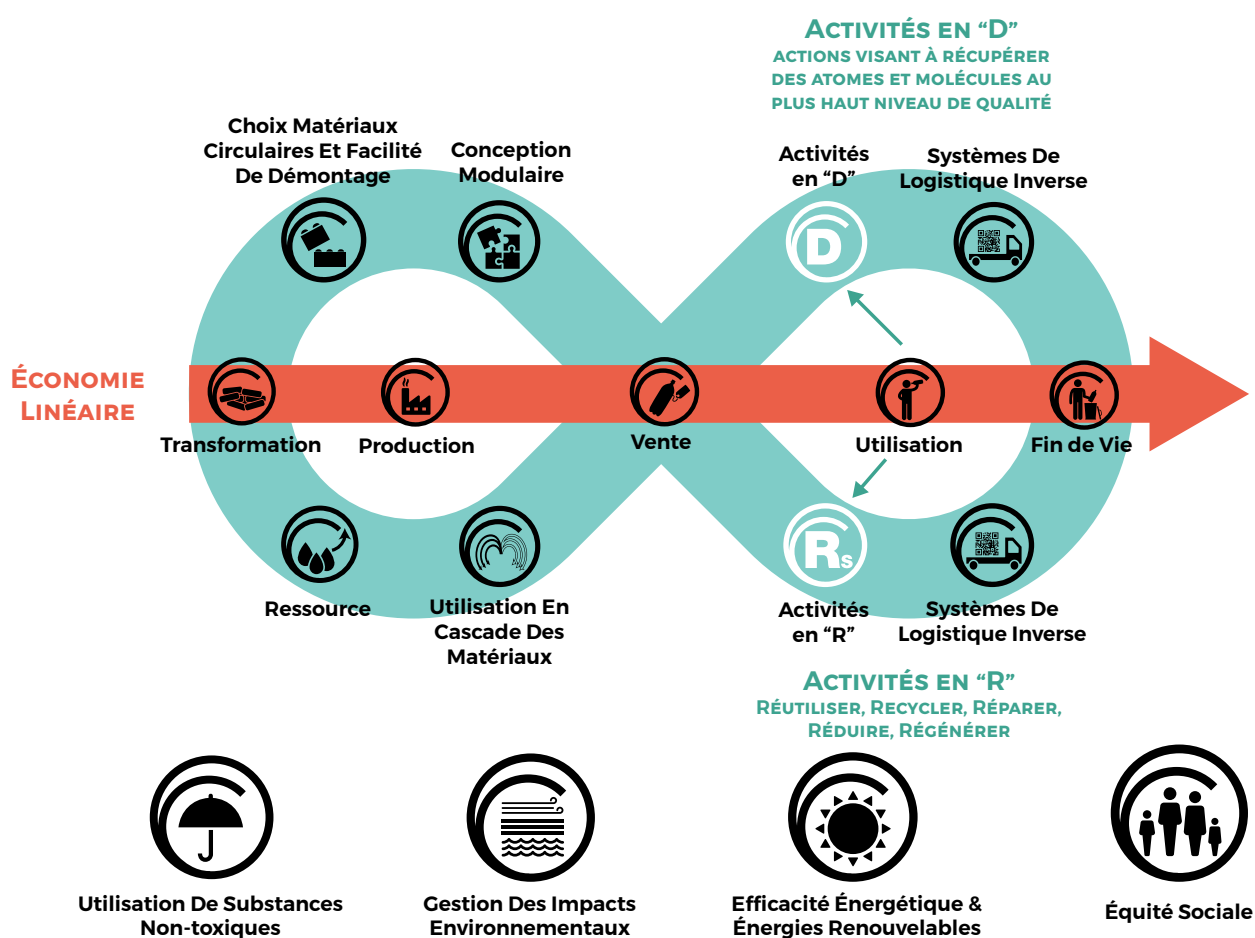 Activités en “D”
actions visant à récupérer
des atomes et molécules au
plus haut niveau de qualité
Choix Matériaux
Circulaires Et Facilité
De Démontage
Conception
Modulaire
Activités
en “D”
Systèmes De
Logistique Inverse
D
Économie
Linéaire
Transformation
Production
Vente
Utilisation
Fin de Vie
Rs
Ressource
Utilisation En
Cascade Des
Matériaux
Activités
en “R”
Systèmes De
Logistique Inverse
Activités en “R”
Réutiliser, Recycler, Réparer,
Réduire, Régénérer
Utilisation De Substances
Non-toxiques
Gestion Des Impacts
Environnementaux
Efficacité Énergétique &
Énergies Renouvelables
Équité Sociale